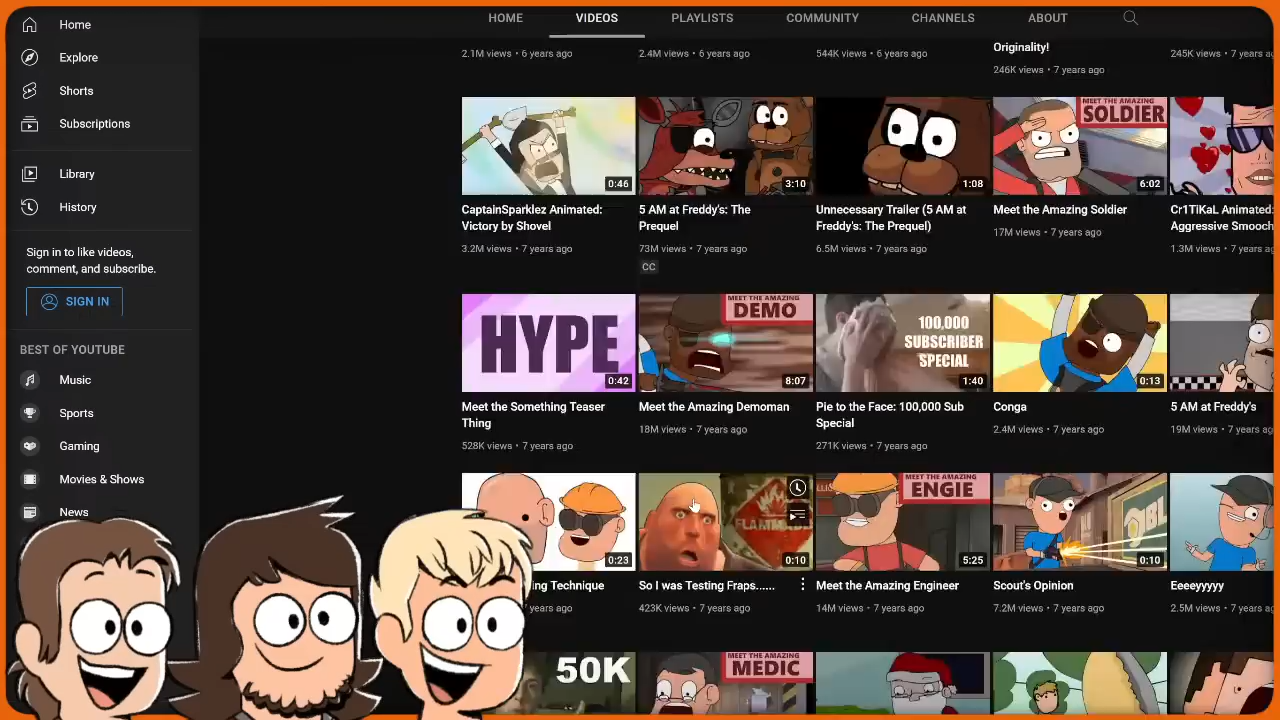 Home
Explore
Shorts
Subscriptions
Library
History
Sign in to like videos,
comment, and subscribe.
SIGN IN
BEST OF YOUTUBE
Music
Sports
Gaming
Movies & Shows
News
HOME VIDEOS PLAYLISTS COMMUNITY CHANNELS ABOUT
Originality!
2.1M views • 6 years ago
2.4M views • 6 years ago
544K views • 6 years ago
246K views • 7 years ago
245K views • 7 years
MEET THE AMAZING
SOLDIER
0:46
3:10
1:08
6:02
CaptainSparklez Animated:
Victory by Shovel
3.2M views • 7 years ago
5 AM at Freddy's: The
Prequel
73M views • 7 years ago
CC
Unnecessary Trailer (5 AM at
Freddy's: The Prequel)
6.5M views • 7 years ago
Meet the Amazing Soldier
17M views • 7 years ago
Cr1TiKaL Animated:
Aggressive Smooch
1.3M views • 7 years
HYPE
0:42
MEET THE AMAZING
DEMO
8:07
100,000
SUBSCRIBER
SPECIAL
1:40
0:13
Meet the Something Teaser
Thing
528K views • 7 years ago
Meet the Amazing Demoman
18M views • 7 years ago
Pie to the Face: 100,000 Sub
Special
271K views • 7 years ago
Conga
2.4M views • 7 years ago
5 AM at Freddy's
19M views • 7 years
0:23
FLAMMAB
0:10
MEET THE AMAZING
ENGIE
5:25
0:10
ing Technique
years ago
So I was Testing Fraps......
423K views • 7 years ago
Meet the Amazing Engineer
14M views • 7 years ago
Scout's Opinion
7.2M views • 7 years ago
Eeeeyyyyy
2.5M views • 7 years
50K
MEET THE AMAZING
MEDIC